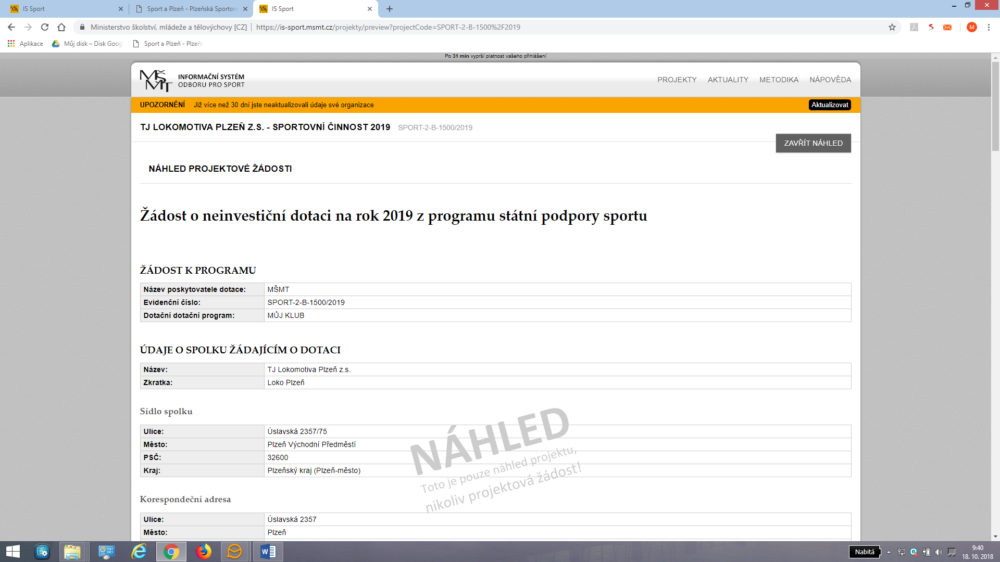 IS Sport
Sport a Plzeň - Plzeňská Sportov
IS Sport
Ministerstvo školství, mládeže a tělovýchovy [CZ] | https://is-sport.msmt.cz/projekty/preview?projectCode=SPORT-2-B-1500%2F2019
M
Aplikace
Můj disk – Disk Goog
Sport a Plzeň - Plzeňs
Po 31 min vyprší platnost vašeho přihlášení
MŠMT
INFORMAČNÍ SYSTÉM
ODBORU PRO SPORT
PROJEKTY AKTUALITY METODIKA NÁPOVĚDA
UPOZORNĚNÍ Již více než 30 dní jste neaktualizovali údaje své organizace Aktualizovat
TJ LOKOMOTIVA PLZEŇ Z.S. - SPORTOVNÍ ČINNOST 2019 SPORT-2-B-1500/2019
ZAVŘÍT NÁHLED
NÁHLED PROJEKTOVÉ ŽÁDOSTI
Žádost o neinvestiční dotaci na rok 2019 z programu státní podpory sportu
ŽÁDOST K PROGRAMU
Název poskytovatele dotace: MŠMT
Evidenční číslo: SPORT-2-B-1500/2019
Dotační dotační program: MŮJ KLUB
ÚDAJE O SPOLKU ŽÁDAJÍCÍM O DOTACI
Název: TJ Lokomotiva Plzeň z.s.
Zkratka: Loko Plzeň
Sídlo spolku
Ulice: Úslavská 2357/75
Město: Plzeň Východní Předměstí
PSČ: 32600
Kraj: Plzeňský kraj (Plzeň-město)
NÁHLED
Toto je pouze náhled projektu,
nikoliv projektová žádost!
Korespondeční adresa
Ulice: Úslavská 2357
Město: Plzeň
Nabitá
9:40
18. 10. 2018